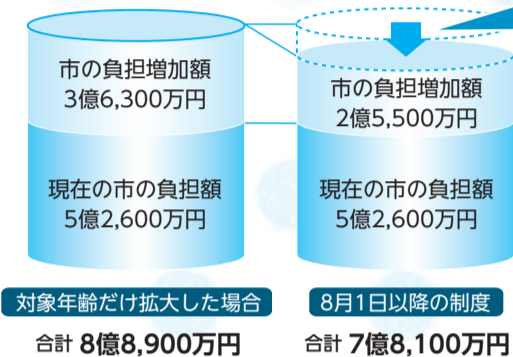 市の負担増加額
3億6,300万円
現在の市の負担額
5億2,600万円
対象年齢だけ拡大した場合
合計 8億8,900万円
市の負担増加額
2億5,500万円
現在の市の負担額
5億2,600万円
8月1日以降の制度
合計 7億8,100万円